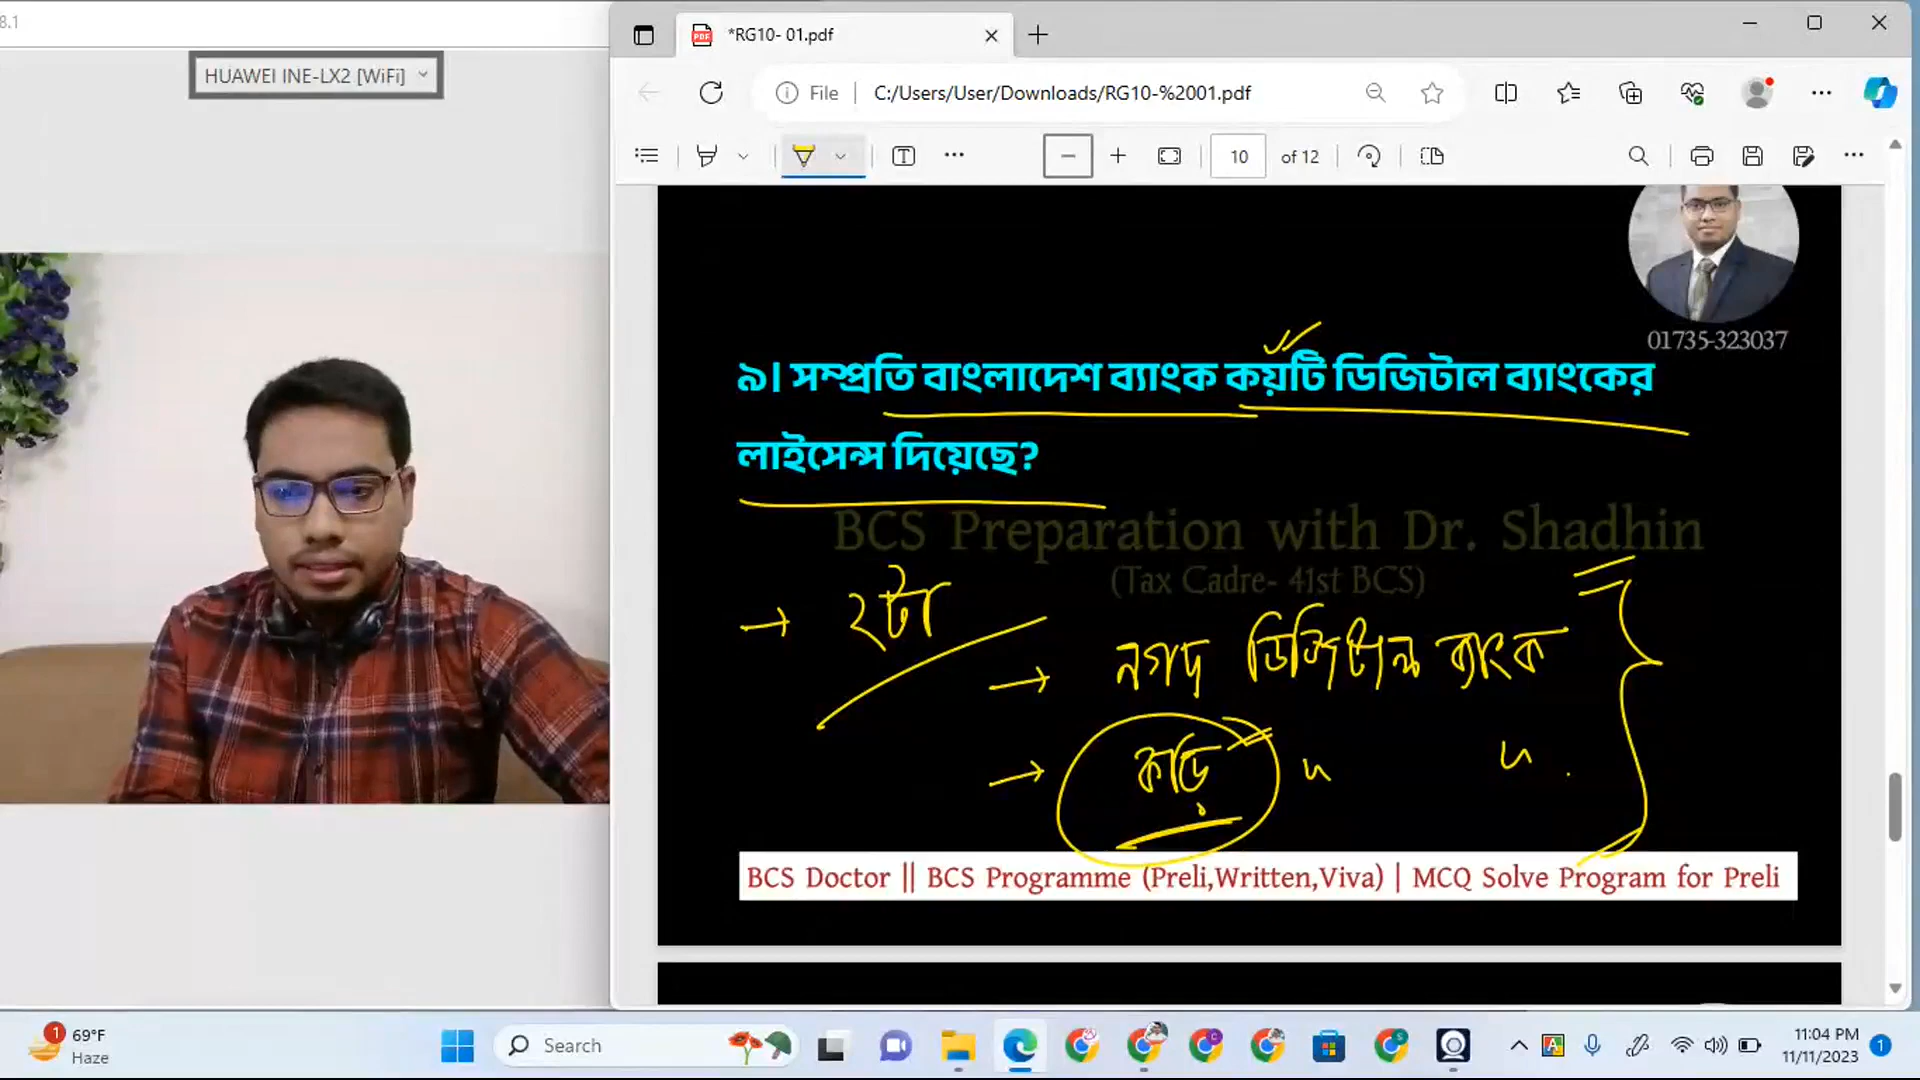 8.1
HUAWEI INE-LX2 [WiFi]
*RG10- 01.pdf
File
C:/Users/User/Downloads/RG10-%2001.pdf
10 of 12
01735-323037
৯। সম্প্রতি বাংলাদেশ ব্যাংক কয়টি ডিজিটাল ব্যাংকের
লাইসেন্স দিয়েছে?
BCS Preparation with Dr. Shadhin
(Tax Cadre- 41st BCS)
→ ২টা
→ নগদ ডিজিটাল ব্যাংক
→ কড়ি " "
BCS Doctor || BCS Programme (Preli,Written,Viva) | MCQ Solve Program for Preli
1
69°F
Haze
Search
11:04 PM
11/11/2023
1